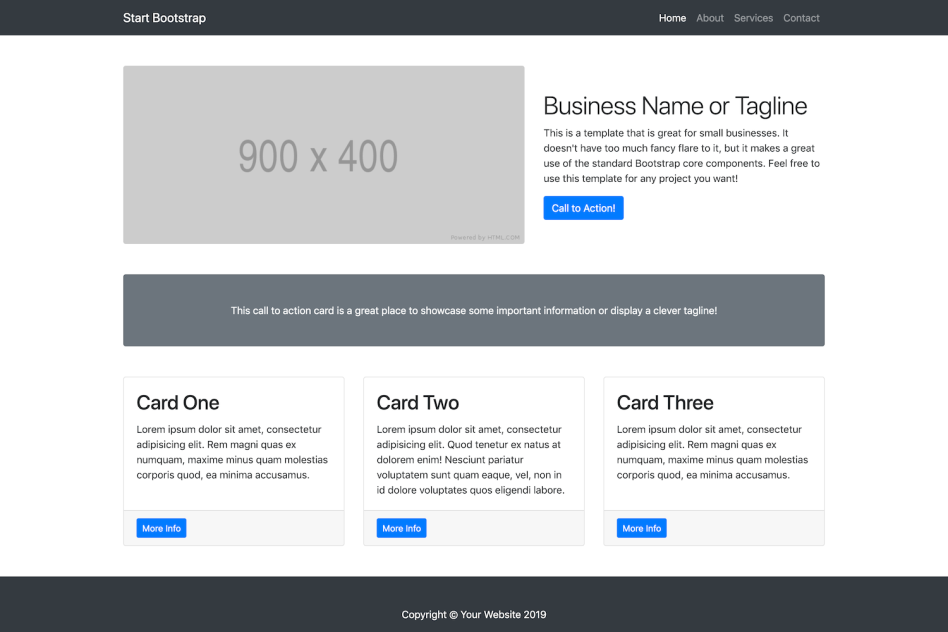 Start Bootstrap
Home About Services Contact
900 x 400
Powered by HTML.COM
Business Name or Tagline
This is a template that is great for small businesses. It
doesn't have too much fancy flare to it, but it makes a great
use of the standard Bootstrap core components. Feel free to
use this template for any project you want!
Call to Action!
This call to action card is a great place to showcase some important information or display a clever tagline!
Card One
Lorem ipsum dolor sit amet, consectetur
adipisicing elit. Rem magni quas ex
numquam, maxime minus quam molestias
corporis quod, ea minima accusamus.
More Info
Card Two
Lorem ipsum dolor sit amet, consectetur
adipisicing elit. Quod tenetur ex natus at
dolorem enim! Nesciunt pariatur
voluptatem sunt quam eaque, vel, non in
id dolore voluptates quos eligendi labore.
More Info
Card Three
Lorem ipsum dolor sit amet, consectetur
adipisicing elit. Rem magni quas ex
numquam, maxime minus quam molestias
corporis quod, ea minima accusamus.
More Info
Copyright © Your Website 2019